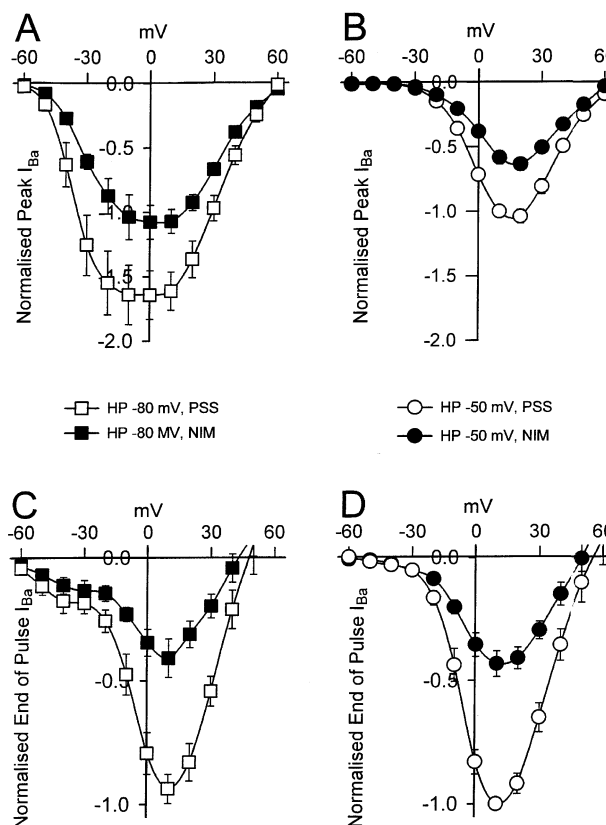 A
mV
-60 -30 0 30 60
0.0
-0.5
-1.0
-1.5
-2.0
Normalised Peak IBa
B
mV
-60 -30 0 30 60
.0
-0.5
-1.0
-1.5
-2.0
Normalised Peak IBa
HP -80 mV, PSS
HP -80 MV, NIM
HP -50 mV, PSS
HP -50 mV, NIM
C
mV
-60 -30 0 30 60
-0.0
-0.5
-1.0
Normalised End of Pulse IBa
D
mV
-60 -30 0 30 60
-0.0
-0.5
-1.0
Normalised End of Pulse IBa